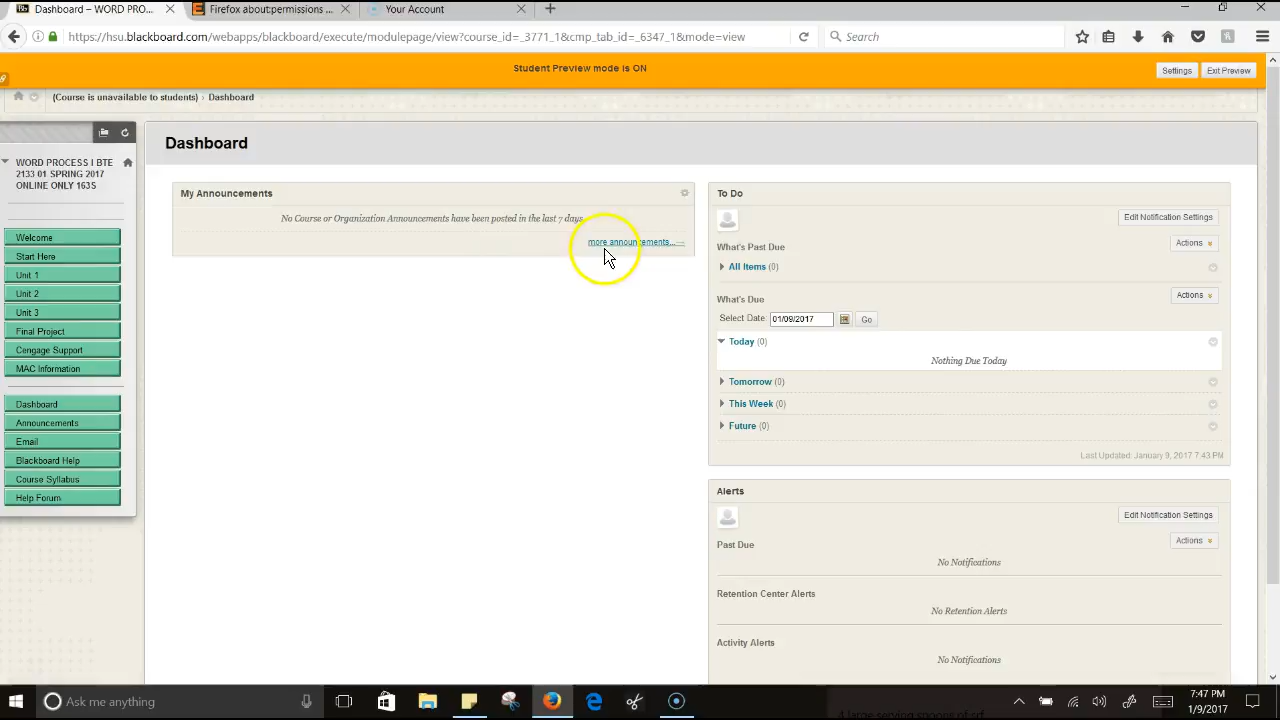 Dashboard – WORD PRO...
Firefox about:permissions ...
Your Account
https://hsu.blackboard.com/webapps/blackboard/execute/modulepage/view?course_id=_3771_1&cmp_tab_id=_6347_1&mode=view
Search
Student Preview mode is ON
Settings
Exit Preview
(Course is unavailable to students) › Dashboard
WORD PROCESS I BTE
2133 01 SPRING 2017
ONLINE ONLY 163S
Welcome
Start Here
Unit 1
Unit 2
Unit 3
Final Project
Cengage Support
MAC Information
Dashboard
Announcements
Email
Blackboard Help
Course Syllabus
Help Forum
Dashboard
My Announcements
No Course or Organization Announcements have been posted in the last 7 days.
more announcements...→
To Do
Edit Notification Settings
What's Past Due
Actions
All Items (0)
What's Due
Actions
Select Date: 01/09/2017 Go
Today (0)
Nothing Due Today
Tomorrow (0)
This Week (0)
Future (0)
Last Updated: January 9, 2017 7:43 PM
Alerts
Edit Notification Settings
Past Due
Actions
No Notifications
Retention Center Alerts
No Retention Alerts
Activity Alerts
No Notifications
Ask me anything
7:47 PM
1/9/2017